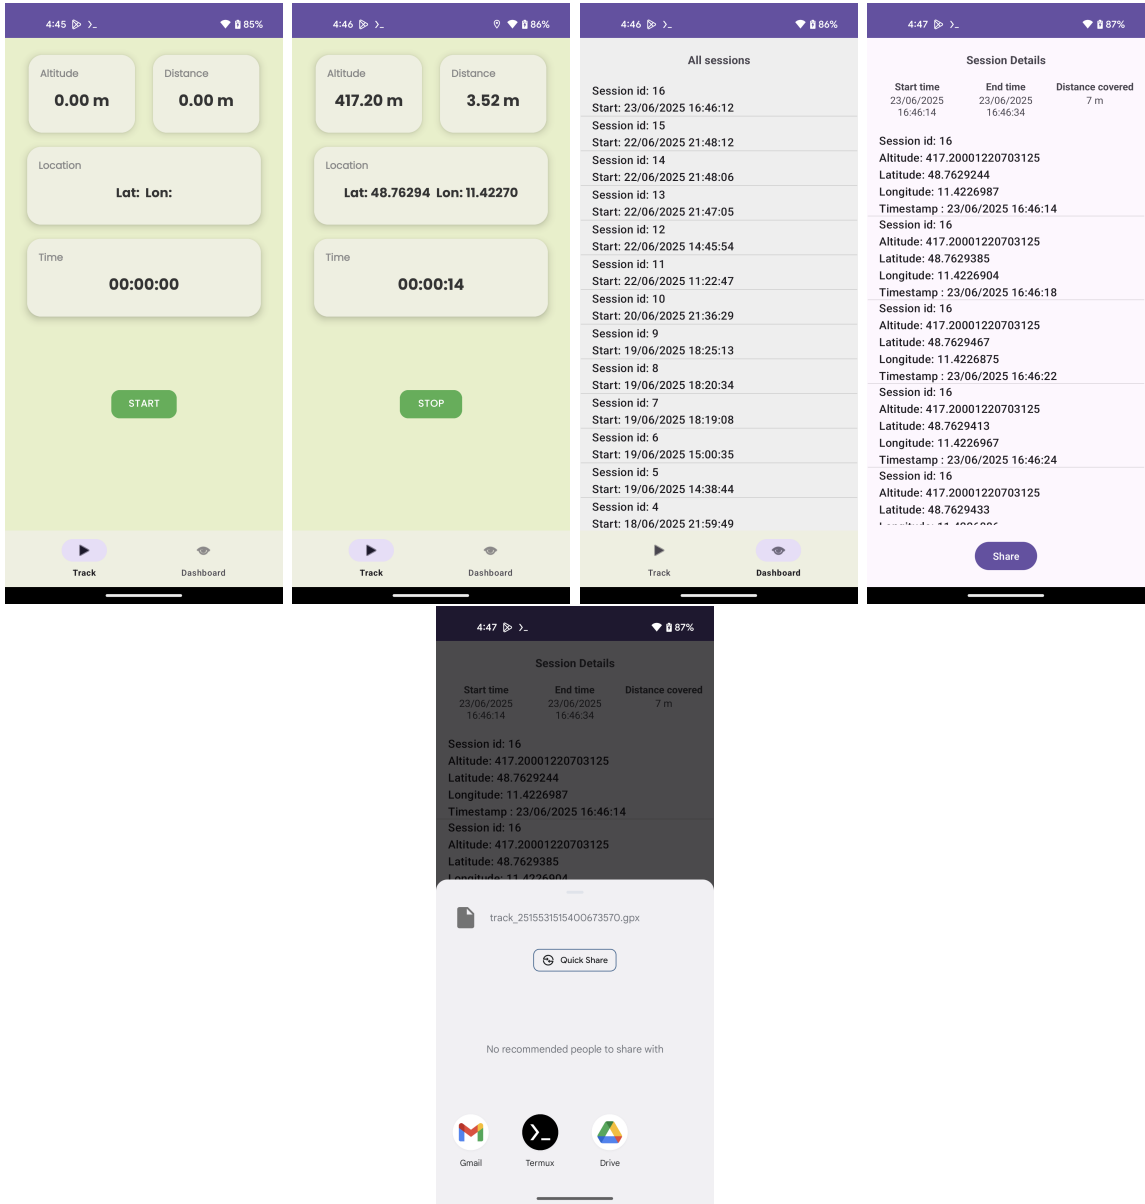 4:45 85%
Altitude Distance
0.00 m 0.00 m
Location
Lat: Lon:
Time
00:00:00
START
Track Dashboard
4:46 86%
Altitude Distance
417.20 m 3.52 m
Location
Lat: 48.76294 Lon: 11.42270
Time
00:00:14
STOP
Track Dashboard
4:46 86%
All sessions
Session id: 16
Start: 23/06/2025 16:46:12
Session id: 15
Start: 22/06/2025 21:48:12
Session id: 14
Start: 22/06/2025 21:48:06
Session id: 13
Start: 22/06/2025 21:47:05
Session id: 12
Start: 22/06/2025 14:45:54
Session id: 11
Start: 22/06/2025 11:22:47
Session id: 10
Start: 20/06/2025 21:36:29
Session id: 9
Start: 19/06/2025 18:25:13
Session id: 8
Start: 19/06/2025 18:20:34
Session id: 7
Start: 19/06/2025 18:19:08
Session id: 6
Start: 19/06/2025 15:00:35
Session id: 5
Start: 19/06/2025 14:38:44
Session id: 4
Start: 18/06/2025 21:59:49
Track Dashboard
4:47 87%
Session Details
Start time End time Distance covered
23/06/2025 23/06/2025 7 m
16:46:14 16:46:34
Session id: 16
Altitude: 417.20001220703125
Latitude: 48.7629244
Longitude: 11.4226987
Timestamp : 23/06/2025 16:46:14
Session id: 16
Altitude: 417.20001220703125
Latitude: 48.7629385
Longitude: 11.4226904
Timestamp : 23/06/2025 16:46:18
Session id: 16
Altitude: 417.20001220703125
Latitude: 48.7629467
Longitude: 11.4226875
Timestamp : 23/06/2025 16:46:22
Session id: 16
Altitude: 417.20001220703125
Latitude: 48.7629413
Longitude: 11.4226967
Timestamp : 23/06/2025 16:46:24
Session id: 16
Altitude: 417.20001220703125
Latitude: 48.7629433
Share
4:47 87%
Session Details
Start time End time Distance covered
23/06/2025 23/06/2025 7 m
16:46:14 16:46:34
Session id: 16
Altitude: 417.20001220703125
Latitude: 48.7629244
Longitude: 11.4226987
Timestamp : 23/06/2025 16:46:14
Session id: 16
Altitude: 417.20001220703125
Latitude: 48.7629385
Longitude: 11.4226904
track_2515531515400673570.gpx
Quick Share
No recommended people to share with
Gmail Termux Drive